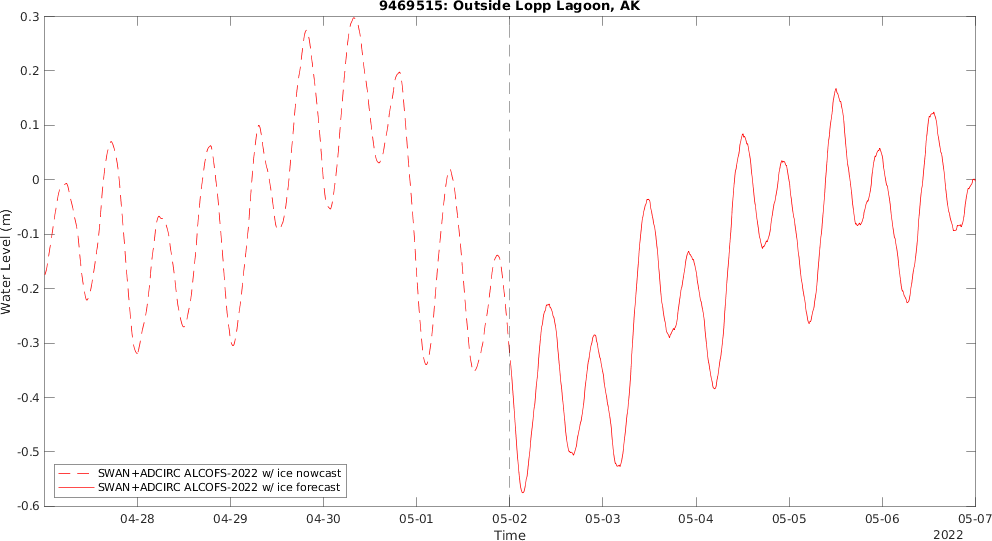 9469515: Outside Lopp Lagoon, AK
Water Level (m)
0.3
0.2
0.1
0
-0.1
-0.2
-0.3
-0.4
-0.5
-0.6
SWAN+ADCIRC ALCOFS-2022 w/ ice nowcast
SWAN+ADCIRC ALCOFS-2022 w/ ice forecast
04-28 04-29 04-30 05-01 05-02 05-03 05-04 05-05 05-06 05-07
Time
2022